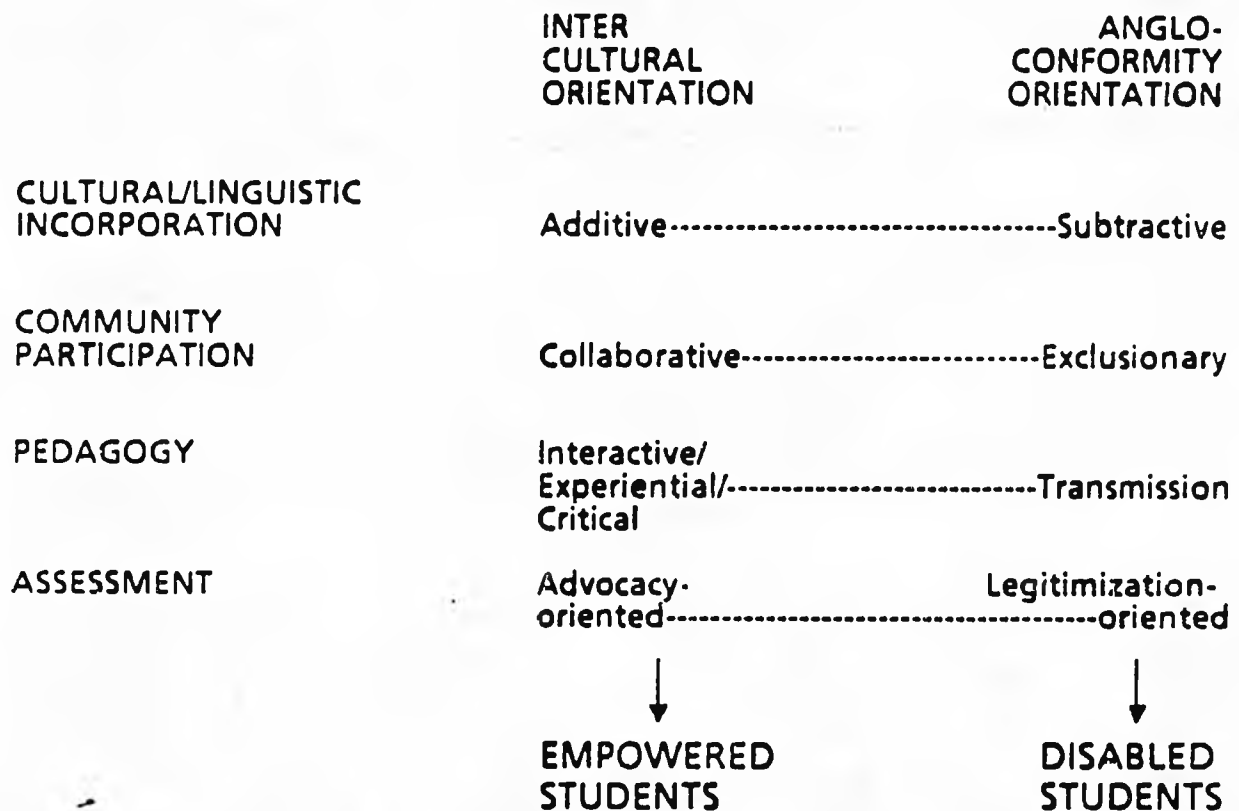 INTER CULTURAL ORIENTATION
ANGLO-CONFORMITY ORIENTATION
CULTURAL/LINGUISTIC
INCORPORATION
Additive----------------------------------Subtractive
COMMUNITY
PARTICIPATION
Collaborative--------------------------Exclusionary
PEDAGOGY
Interactive/
Experiential/---------------------------Transmission
Critical
ASSESSMENT
Advocacy-
oriented
Legitimization-
oriented
EMPOWERED
STUDENTS
DISABLED
STUDENTS